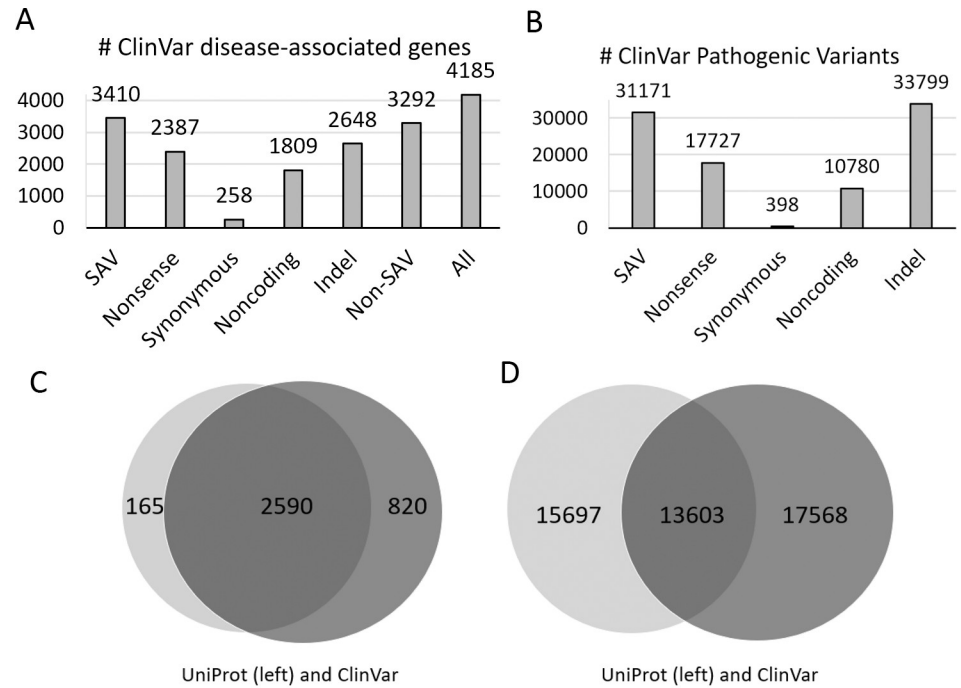 A
# ClinVar disease-associated genes
4185
3410
3292
2648
2387
1809
258
4000
3000
2000
1000
0
SAV
Nonsense
Synonymous
Noncoding
Indel
Non-SAV
All
B
# ClinVar Pathogenic Variants
31171
33799
17727
10780
398
30000
20000
10000
0
SAV
Nonsense
Synonymous
Noncoding
Indel
C
165
2590
820
UniProt (left) and ClinVar
D
15697
13603
17568
UniProt (left) and ClinVar